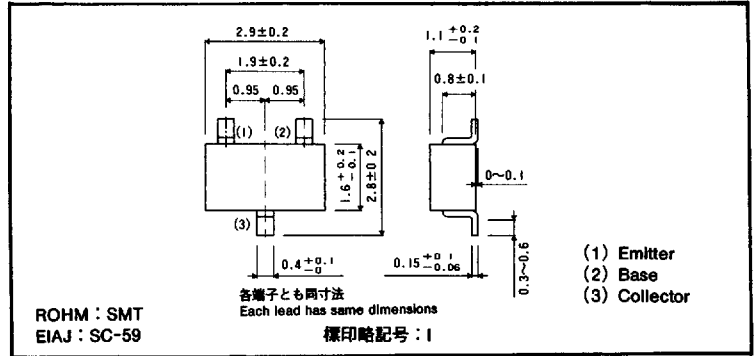 2.9±0.2
1.9±0.2
0.95 0.95
(1) (2)
(3)
1.6 +0.2 −0.1
2.8±0.2
0.4 +0.1 −0
各端子とも同寸法
Each lead has same dimensions
1.1 +0.2 −0.1
0.8±0.1
0~0.1
0.15 +0.1 −0.06
0.3~0.6
(1) Emitter
(2) Base
(3) Collector
ROHM：SMT
EIAJ：SC-59
標印略記号：I